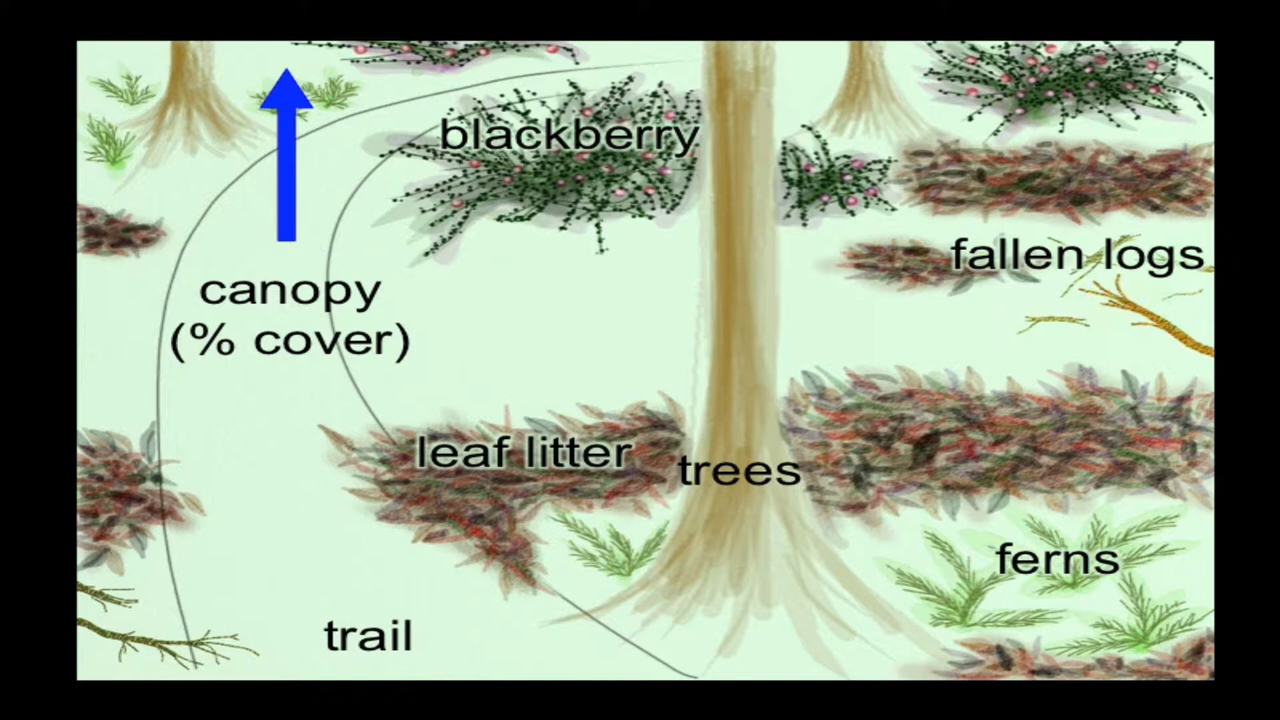 blackberry
fallen logs
canopy
(% cover)
leaf litter
trees
ferns
trail